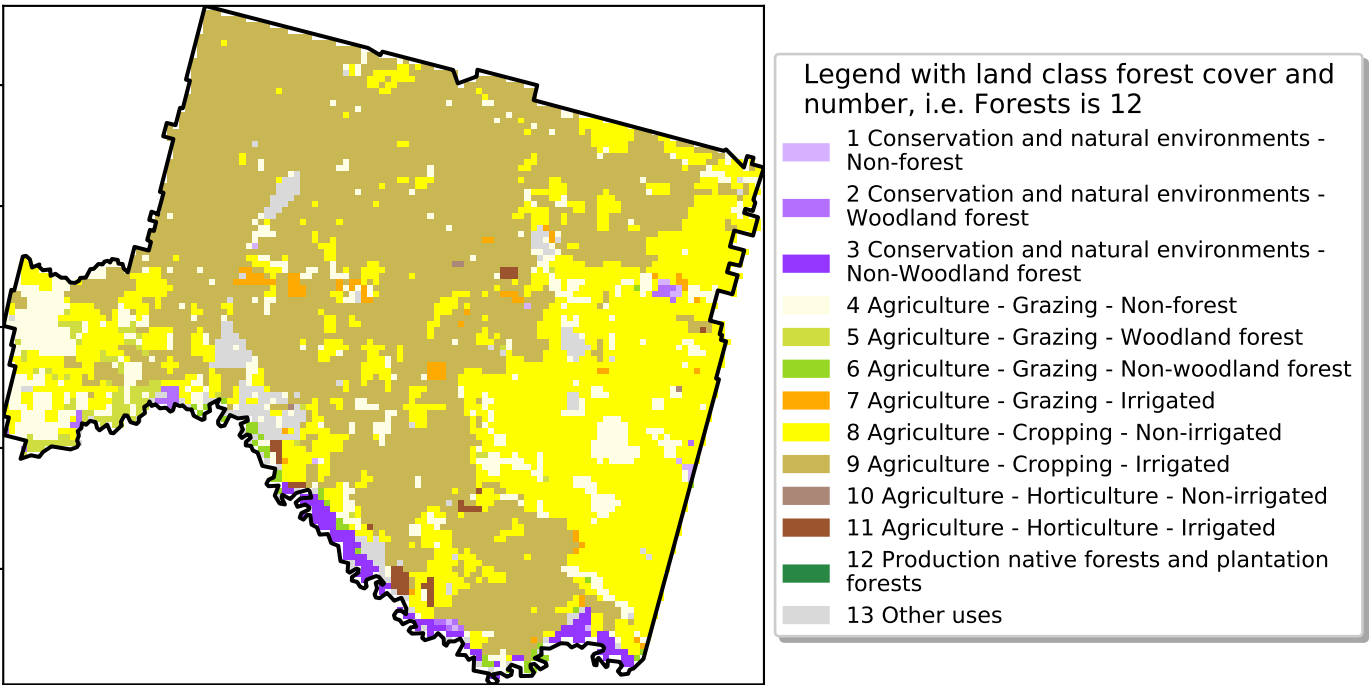 Legend with land class forest cover and
number, i.e. Forests is 12
1 Conservation and natural environments -
Non-forest
2 Conservation and natural environments -
Woodland forest
3 Conservation and natural environments -
Non-Woodland forest
4 Agriculture - Grazing - Non-forest
5 Agriculture - Grazing - Woodland forest
6 Agriculture - Grazing - Non-woodland forest
7 Agriculture - Grazing - Irrigated
8 Agriculture - Cropping - Non-irrigated
9 Agriculture - Cropping - Irrigated
10 Agriculture - Horticulture - Non-irrigated
11 Agriculture - Horticulture - Irrigated
12 Production native forests and plantation
forests
13 Other uses